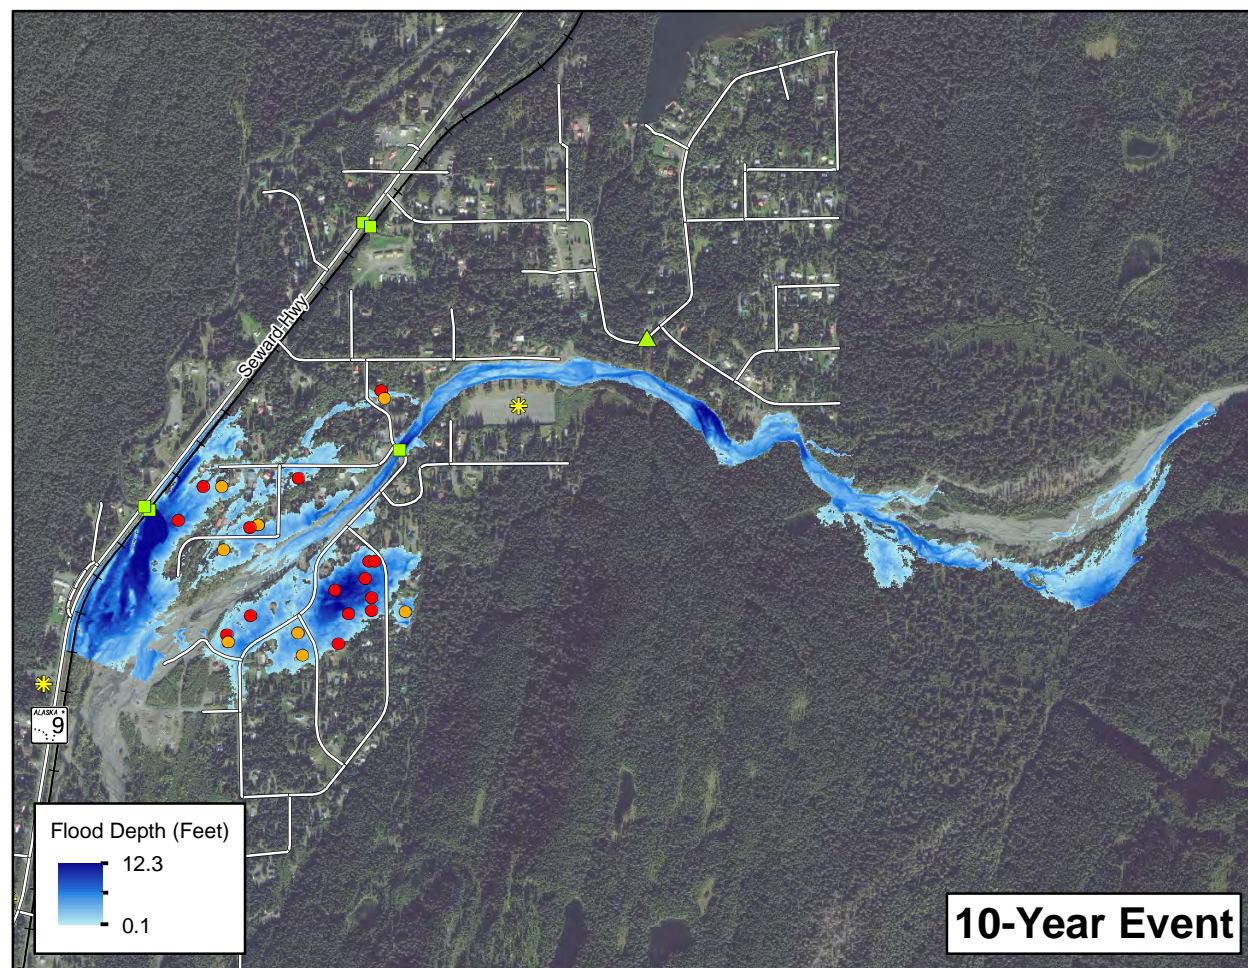 Seward Hwy
ALASKA
9
Flood Depth (Feet)
12.3
0.1
10-Year Event